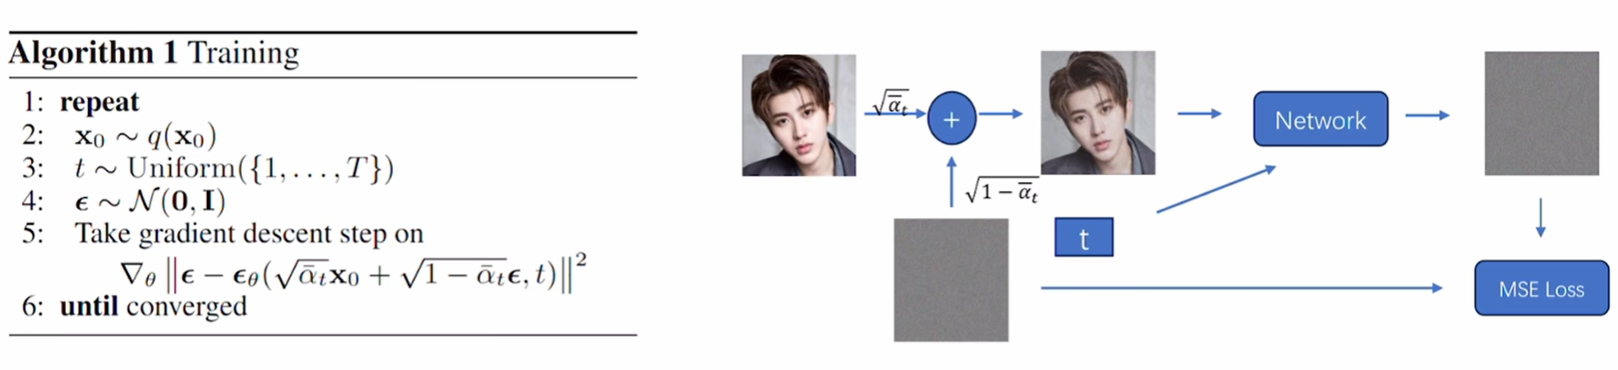 Algorithm 1 Training
1: repeat
2: x₀ ∼ q(x₀)
3: t ∼ Uniform({1, . . . , T})
4: ϵ ∼ 𝒩(0, I)
5: Take gradient descent step on
∇θ ‖ϵ − ϵθ(√ᾱₜx₀ + √1 − ᾱₜϵ, t)‖²
6: until converged
√ᾱₜ
+
Network
√1 − ᾱₜ
t
MSE Loss